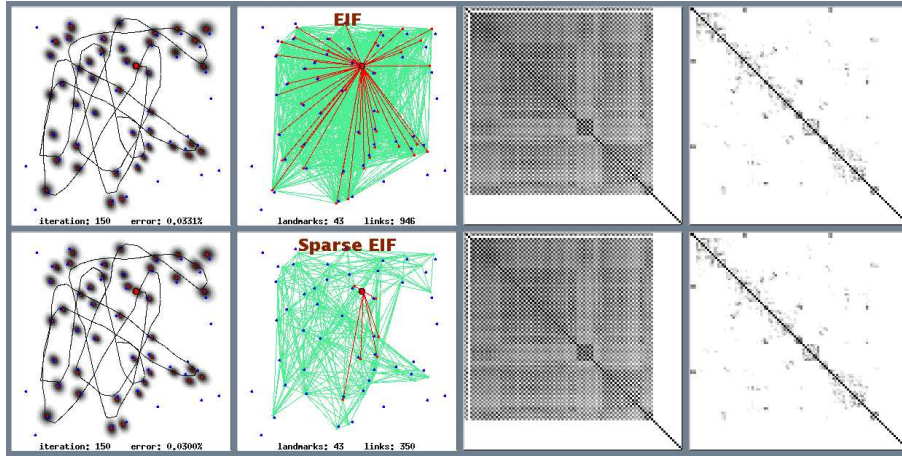 EIF
iteration: 150 error: 0.0331%
landmarks: 43 links: 946
Sparse EIF
iteration: 150 error: 0.0300%
landmarks: 43 links: 350